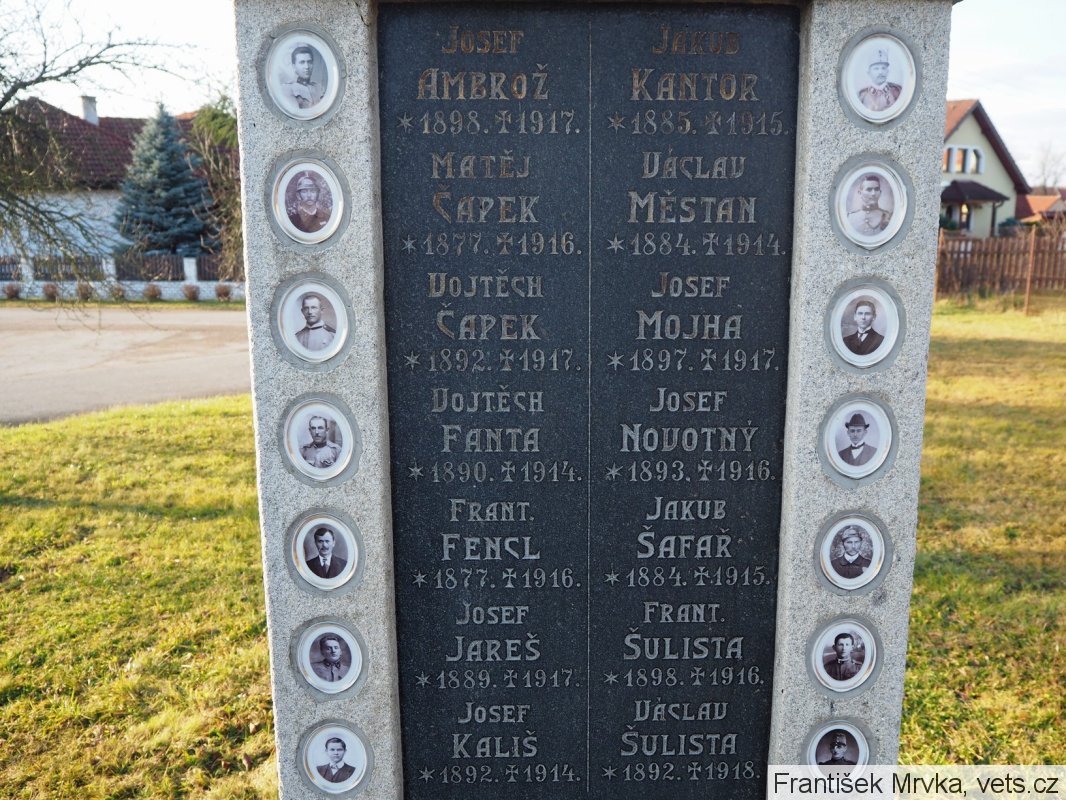 Josef
Ambrož
* 1898. ✝ 1917.
Matěj
Čapek
* 1877. ✝ 1916.
Vojtěch
Čapek
* 1892. ✝ 1917.
Vojtěch
Fanta
* 1890. ✝ 1914.
Frant.
Fencl
* 1877. ✝ 1916.
Josef
Jareš
* 1889. ✝ 1917.
Josef
Kališ
* 1892. ✝ 1914.
Jakub
Kantor
* 1885. ✝ 1915.
Václav
Městan
* 1884. ✝ 1914.
Josef
Mojha
* 1897. ✝ 1917.
Josef
Novotný
* 1893. ✝ 1916.
Jakub
Šafař
* 1884. ✝ 1915.
Frant.
Šulista
* 1898. ✝ 1916.
Václav
Šulista
* 1892. ✝ 1918.
František Mrvka, vets.cz